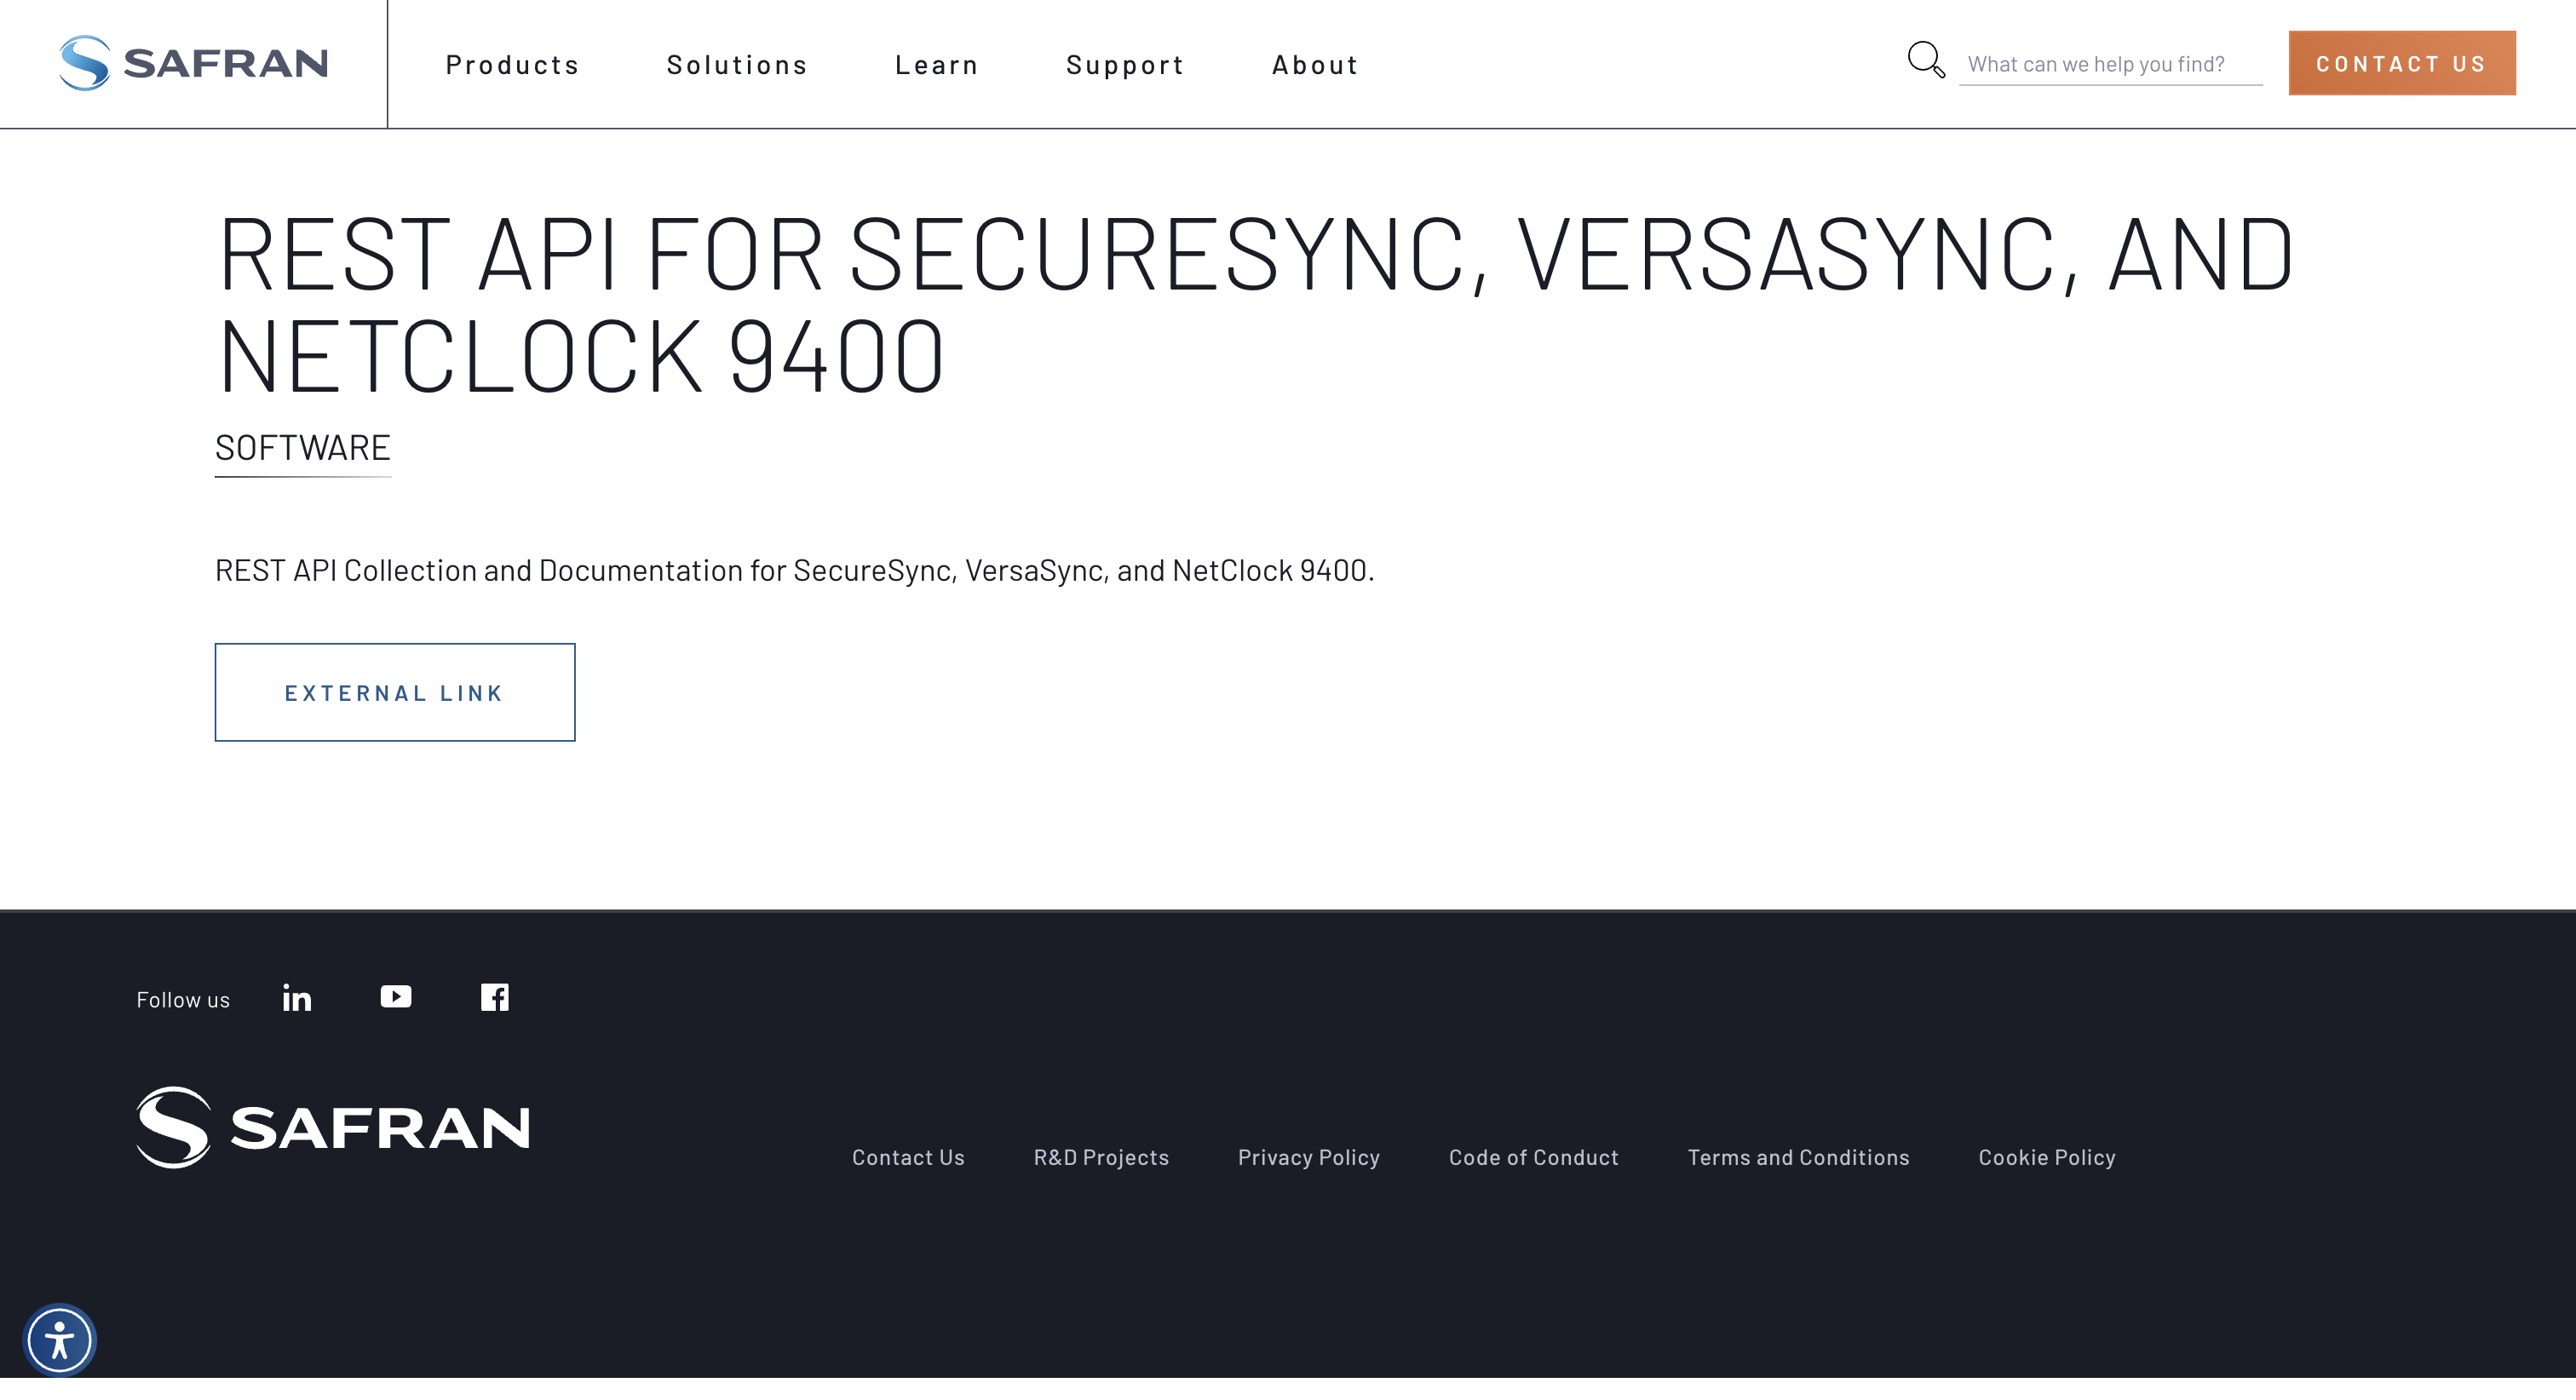 SAFRAN
Products
Solutions
Learn
Support
About
What can we help you find?
CONTACT US
REST API FOR SECURESYNC, VERSASYNC, AND
NETCLOCK 9400
SOFTWARE
REST API Collection and Documentation for SecureSync, VersaSync, and NetClock 9400.
EXTERNAL LINK
Follow us
SAFRAN
Contact Us
R&D Projects
Privacy Policy
Code of Conduct
Terms and Conditions
Cookie Policy